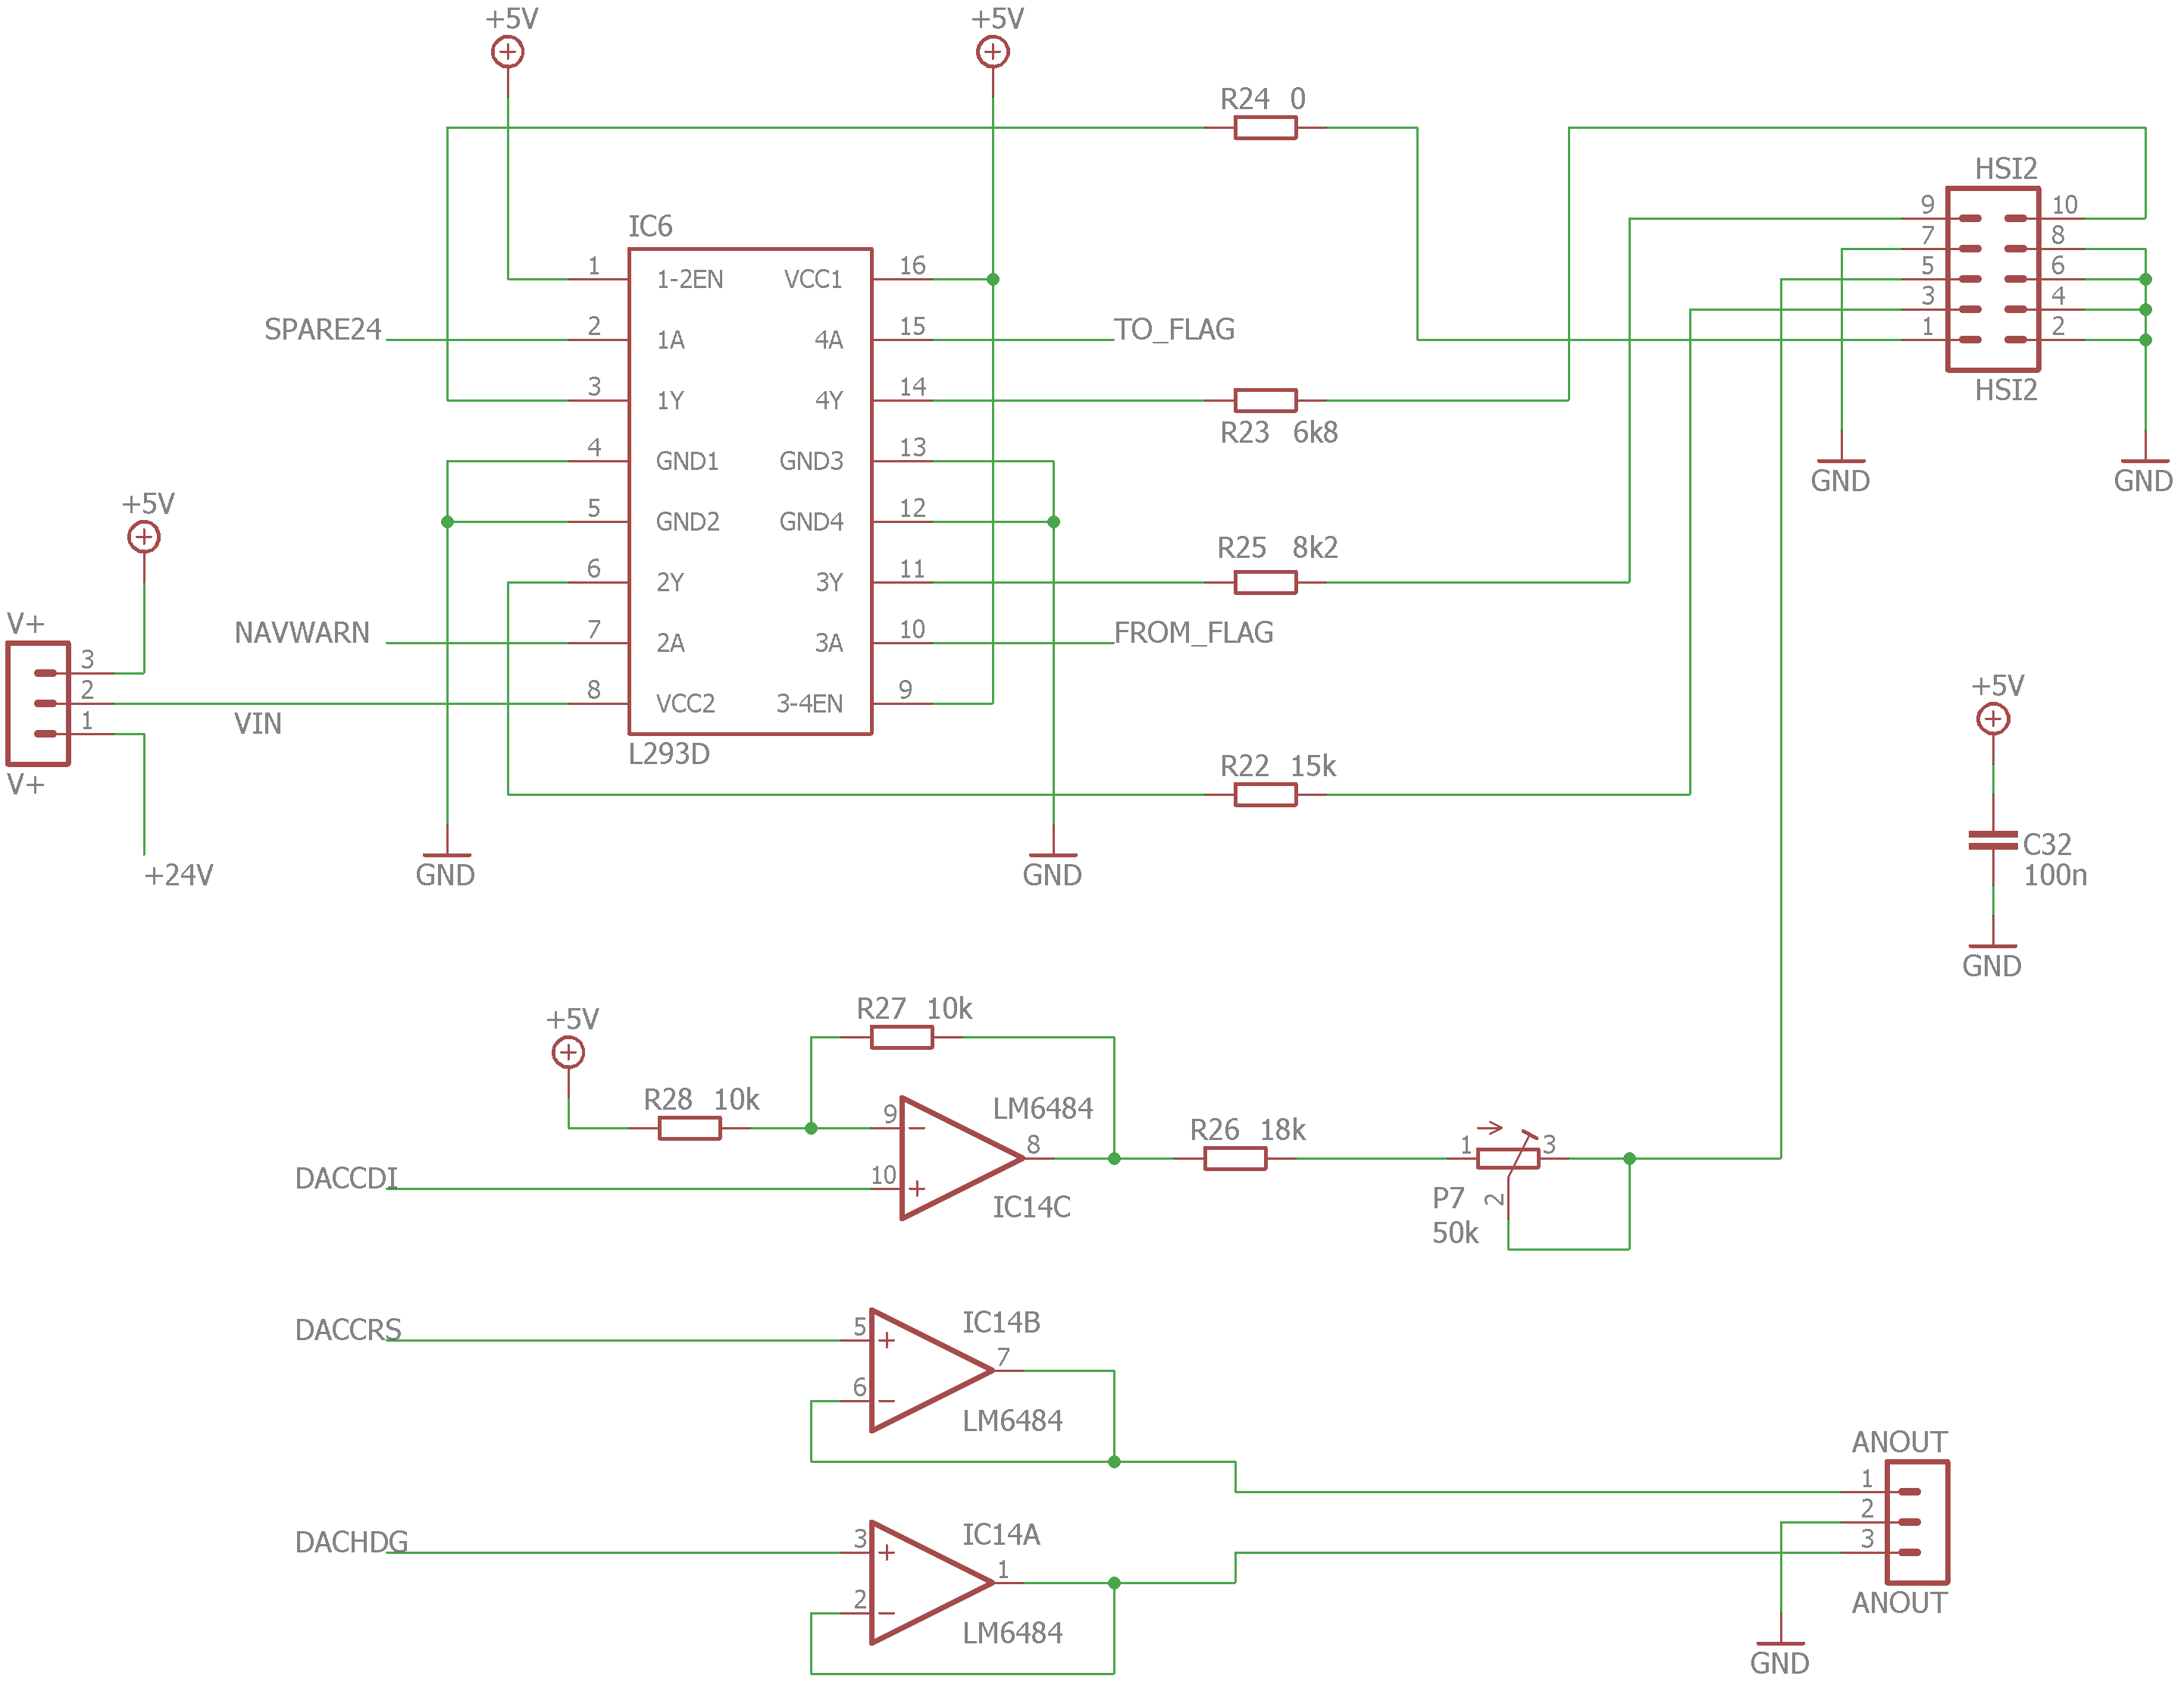 +5V +5V
R24 0
HSI2
9 10
7 8
5 6
3 4
1 2
HSI2
IC6
1 1-2EN VCC1 16
SPARE24 2 1A 4A 15 TO_FLAG
3 1Y 4Y 14
R23 6k8
4 GND1 GND3 13
GND GND
5 GND2 GND4 12
+5V
R25 8k2
6 2Y 3Y 11
NAVWARN 7 2A 3A 10 FROM_FLAG
V+
3
2
1
V+
VIN
8 VCC2 3-4EN 9
L293D
R22 15k
+24V
GND GND
+5V
C32
100n
GND
+5V
R27 10k
R28 10k
9 LM6484
8
10
IC14C
DACCDI
R26 18k
1 3
2
P7
50k
DACCRS
5 IC14B
7
6
LM6484
DACHDG
3 IC14A
1
2
LM6484
ANOUT
1
2
3
ANOUT
GND